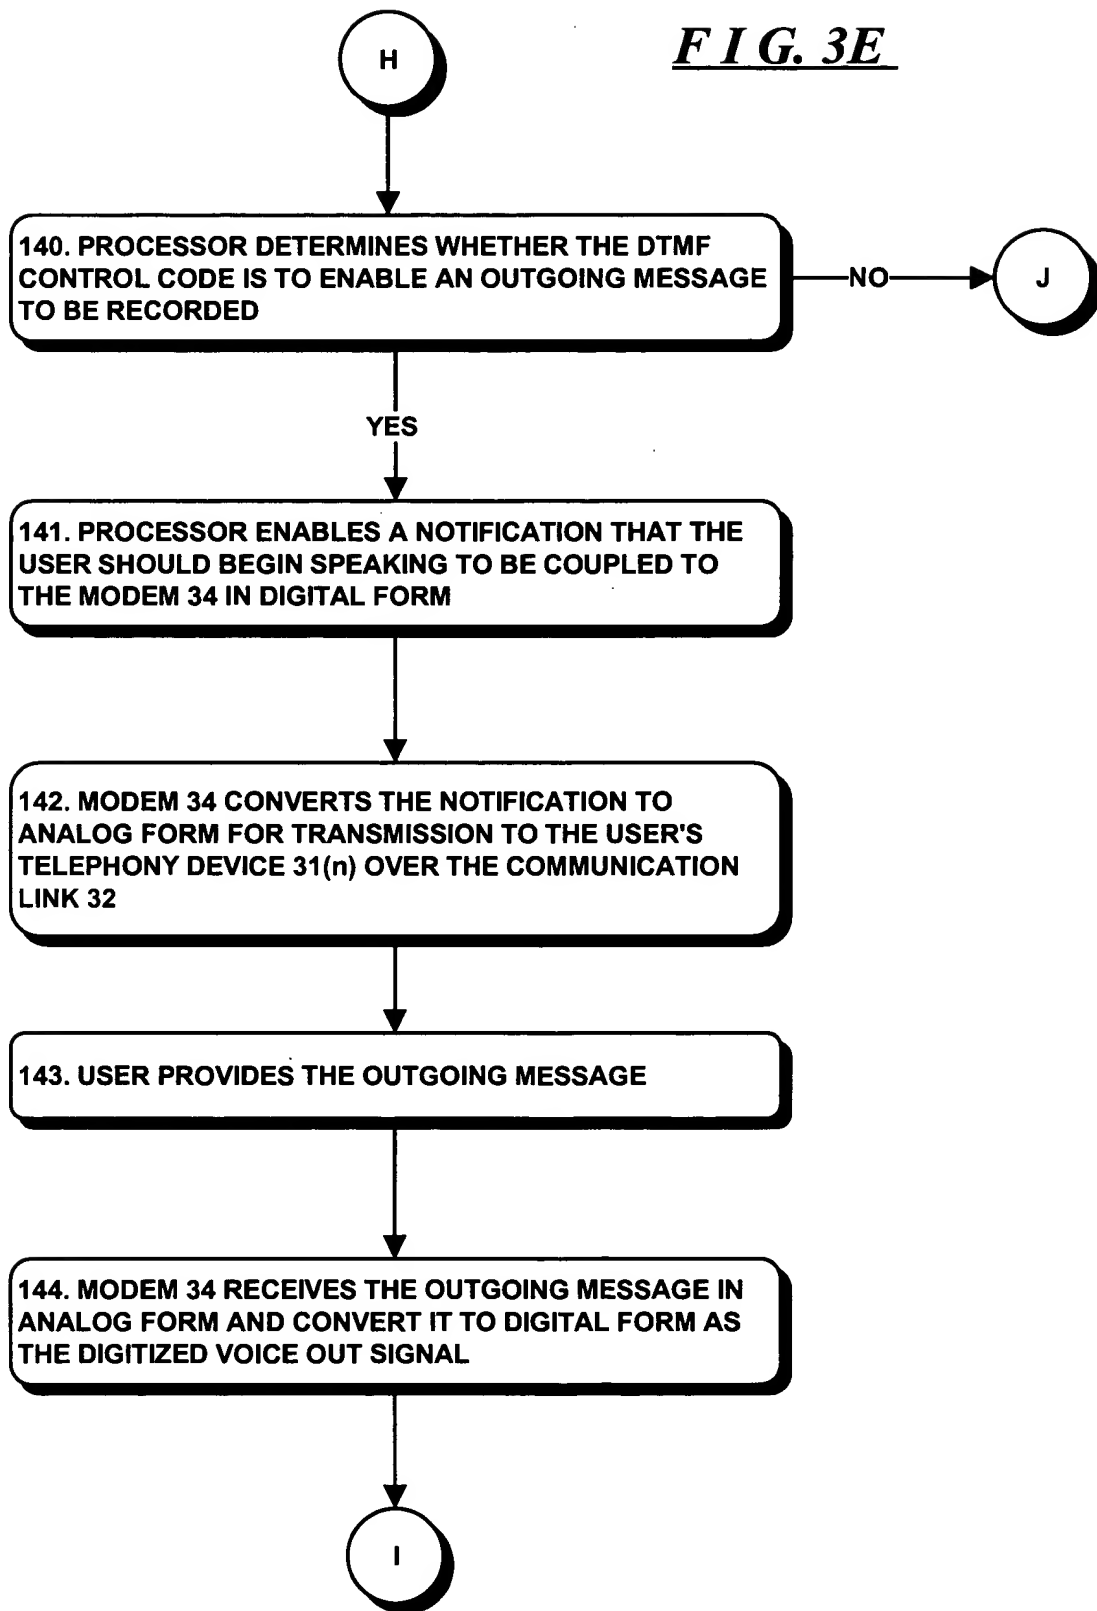 F I G. 3E
H
140. PROCESSOR DETERMINES WHETHER THE DTMF
CONTROL CODE IS TO ENABLE AN OUTGOING MESSAGE
TO BE RECORDED
NO
J
YES
141. PROCESSOR ENABLES A NOTIFICATION THAT THE
USER SHOULD BEGIN SPEAKING TO BE COUPLED TO
THE MODEM 34 IN DIGITAL FORM
142. MODEM 34 CONVERTS THE NOTIFICATION TO
ANALOG FORM FOR TRANSMISSION TO THE USER'S
TELEPHONY DEVICE 31(n) OVER THE COMMUNICATION
LINK 32
143. USER PROVIDES THE OUTGOING MESSAGE
144. MODEM 34 RECEIVES THE OUTGOING MESSAGE IN
ANALOG FORM AND CONVERT IT TO DIGITAL FORM AS
THE DIGITIZED VOICE OUT SIGNAL
I